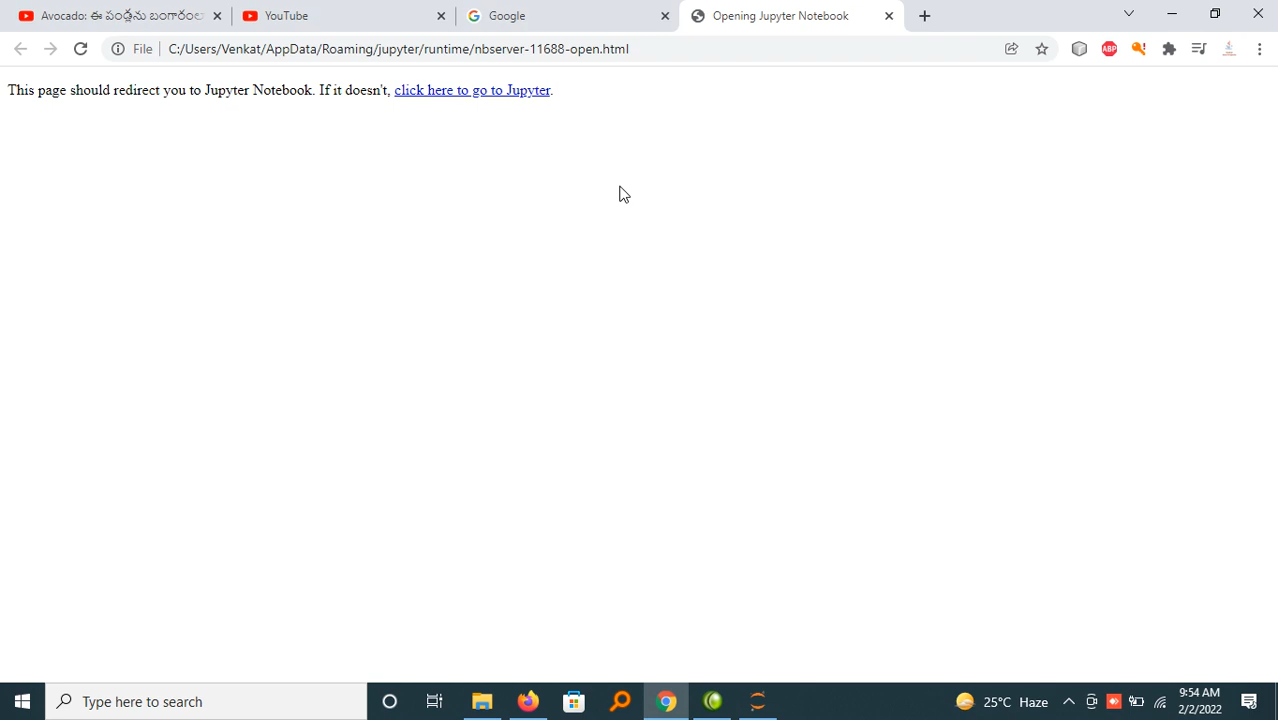 Avocado: ఈ పండ్లను బంగారంలా
YouTube
Google
Opening Jupyter Notebook
File
C:/Users/Venkat/AppData/Roaming/jupyter/runtime/nbserver-11688-open.html
ABP
This page should redirect you to Jupyter Notebook. If it doesn't, click here to go to Jupyter.
Type here to search
25°C Haze
9:54 AM
2/2/2022